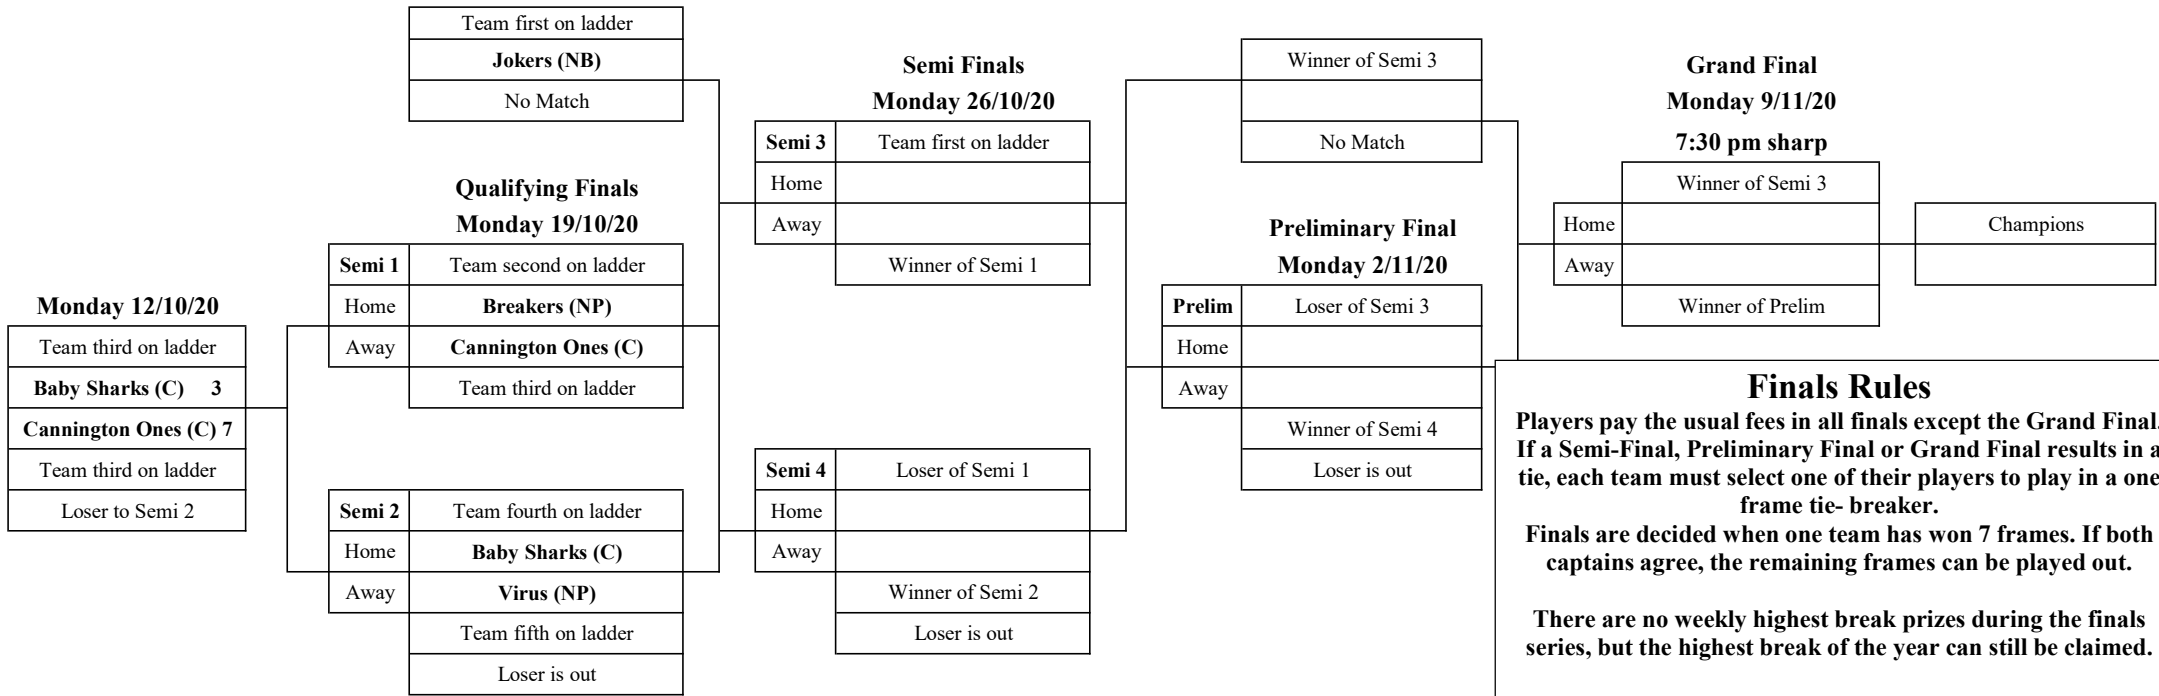 Monday 12/10/20
Team third on ladder
Baby Sharks (C) 3
Cannington Ones (C) 7
Team third on ladder
Loser to Semi 2
Team first on ladder
Jokers (NB)
No Match
Qualifying Finals
Monday 19/10/20
Semi 1 Team second on ladder
Home Breakers (NP)
Away Cannington Ones (C)
Team third on ladder
Semi 2 Team fourth on ladder
Home Baby Sharks (C)
Away Virus (NP)
Team fifth on ladder
Loser is out
Semi Finals
Monday 26/10/20
Semi 3 Team first on ladder
Home
Away
Winner of Semi 1
Semi 4 Loser of Semi 1
Home
Away
Winner of Semi 2
Loser is out
Winner of Semi 3
No Match
Preliminary Final
Monday 2/11/20
Prelim Loser of Semi 3
Home
Away
Winner of Semi 4
Loser is out
Grand Final
Monday 9/11/20
7:30 pm sharp
Winner of Semi 3
Home
Away
Winner of Prelim
Champions
Finals Rules
Players pay the usual fees in all finals except the Grand Final.
If a Semi-Final, Preliminary Final or Grand Final results in a
tie, each team must select one of their players to play in a one
frame tie- breaker.
Finals are decided when one team has won 7 frames. If both
captains agree, the remaining frames can be played out.
There are no weekly highest break prizes during the finals
series, but the highest break of the year can still be claimed.